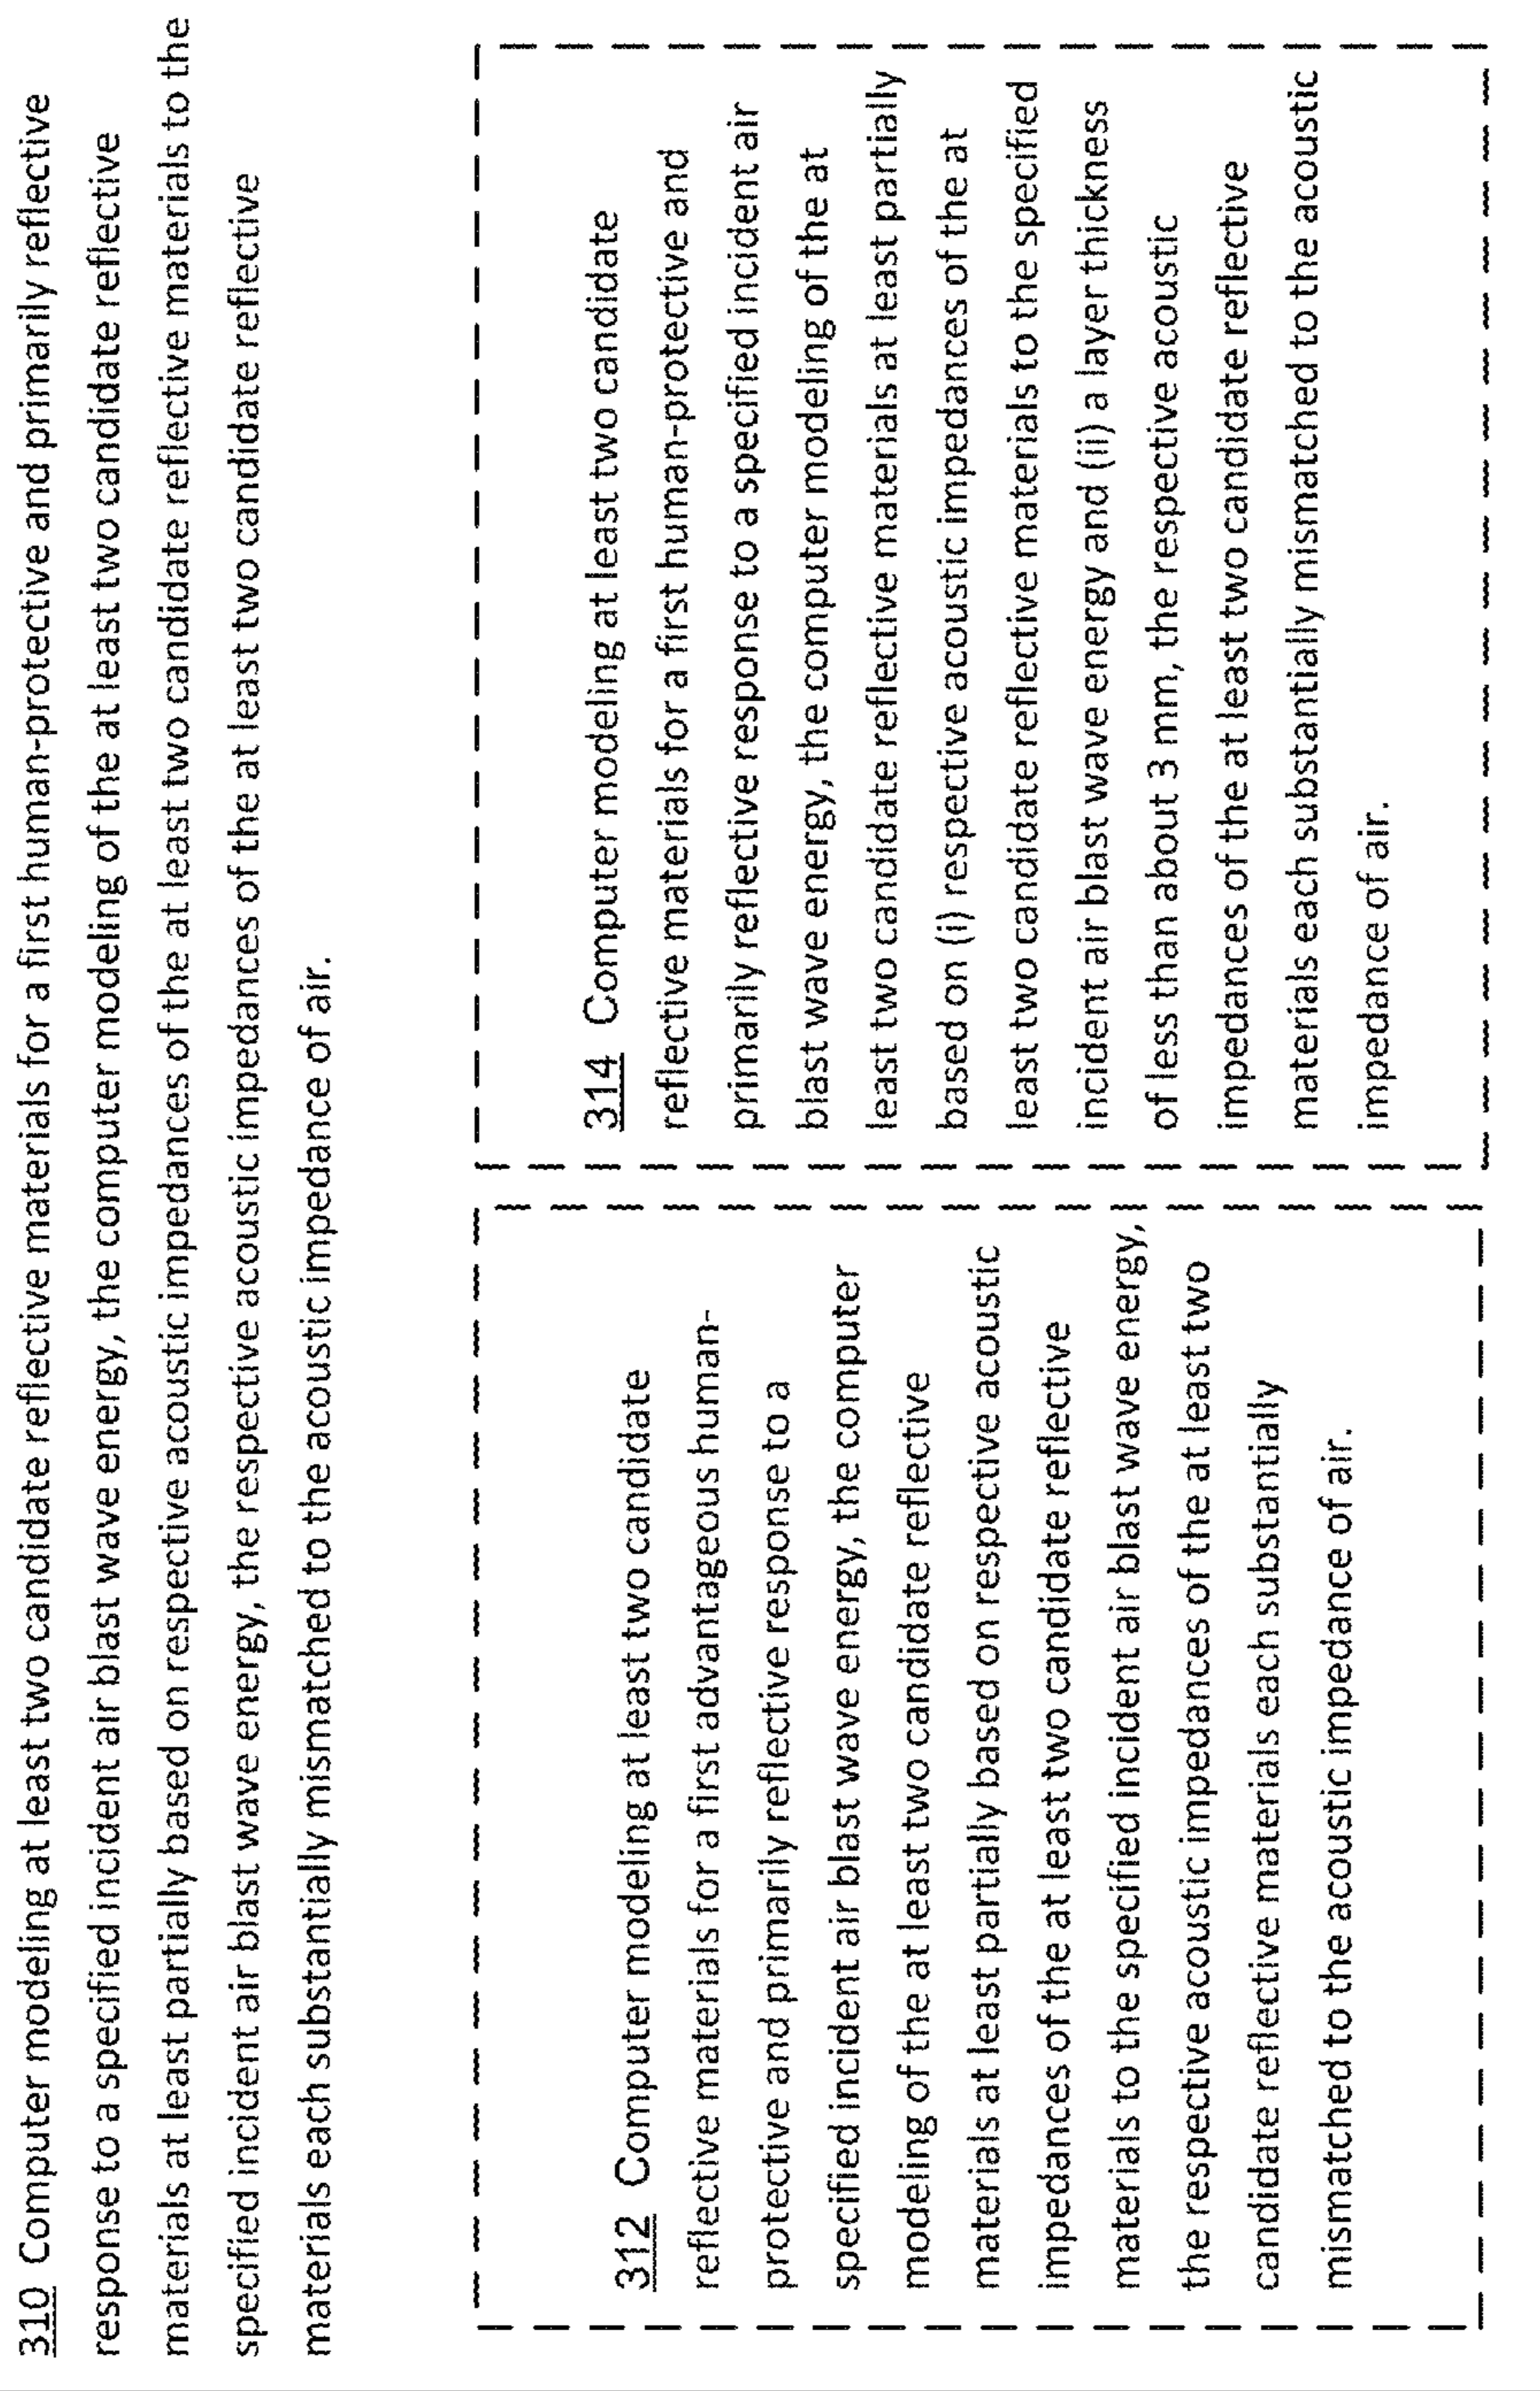 310 Computer modeling at least two candidate reflective materials for a first human-protective and primarily reflective
response to a specified incident air blast wave energy, the computer modeling of the at least two candidate reflective
materials at least partially based on respective acoustic impedances of the at least two candidate reflective materials to the
specified incident air blast wave energy, the respective acoustic impedances of the at least two candidate reflective
materials each substantially mismatched to the acoustic impedance of air.
312 Computer modeling at least two candidate
reflective materials for a first advantageous human-
protective and primarily reflective response to a
specified incident air blast wave energy, the computer
modeling of the at least two candidate reflective
materials at least partially based on respective acoustic
impedances of the at least two candidate reflective
materials to the specified incident air blast wave energy,
the respective acoustic impedances of the at least two
candidate reflective materials each substantially
mismatched to the acoustic impedance of air.
314 Computer modeling at least two candidate
reflective materials for a first human-protective and
primarily reflective response to a specified incident air
blast wave energy, the computer modeling of the at
least two candidate reflective materials at least partially
based on (i) respective acoustic impedances of the at
least two candidate reflective materials to the specified
incident air blast wave energy and (ii) a layer thickness
of less than about 3 mm, the respective acoustic
impedances of the at least two candidate reflective
materials each substantially mismatched to the acoustic
impedance of air.